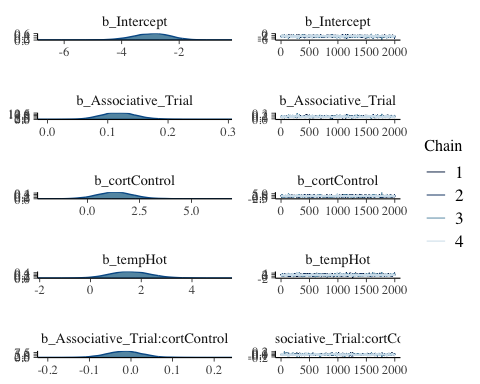 b_Intercept b_Intercept
-6 -4 -2 0 500 1000 1500 2000
b_Associative_Trial b_Associative_Trial
0.0 0.1 0.2 0.3 0 500 1000 1500 2000
Chain
b_cortControl b_cortControl
1
2
0.0 2.5 5.0 0 500 1000 1500 2000
3
4
b_tempHot b_tempHot
-2 0 2 4 0 500 1000 1500 2000
b_Associative_Trial:cortControl sociative_Trial:cortCo
-0.2 -0.1 0.0 0.1 0.2 0 500 1000 1500 2000